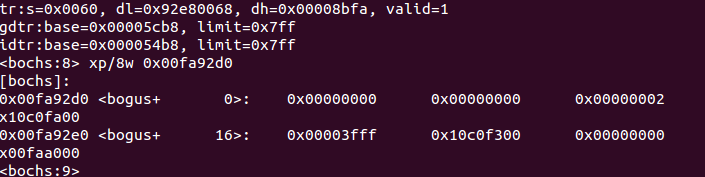 tr:s=0x0060, dl=0x92e80068, dh=0x00008bfa, valid=1
gdtr:base=0x00005cb8, limit=0x7ff
idtr:base=0x000054b8, limit=0x7ff
<bochs:8> xp/8w 0x00fa92d0
[bochs]:
0x00fa92d0 <bogus+       0>:    0x00000000      0x00000000      0x00000002
x10c0fa00
0x00fa92e0 <bogus+      16>:    0x00003fff      0x10c0f300      0x00000000
x00faa000
<bochs:9>